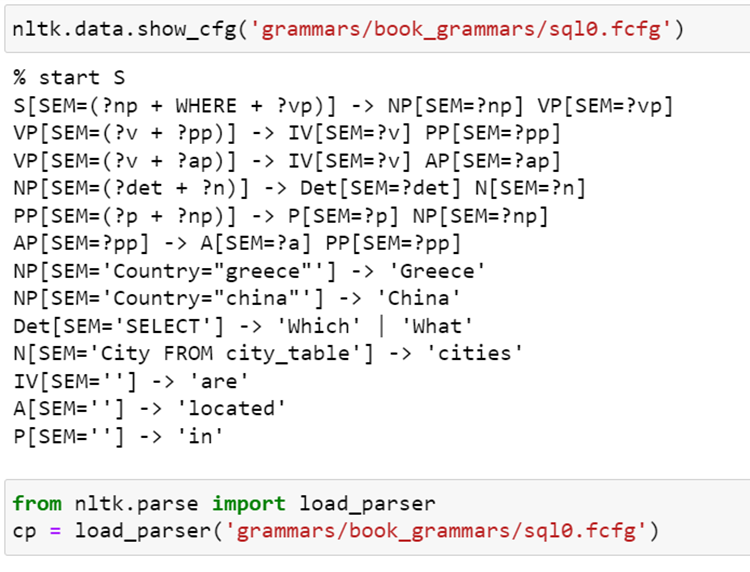 nltk.data.show_cfg('grammars/book_grammars/sql0.fcfg')
% start S
S[SEM=(?np + WHERE + ?vp)] -> NP[SEM=?np] VP[SEM=?vp]
VP[SEM=(?v + ?pp)] -> IV[SEM=?v] PP[SEM=?pp]
VP[SEM=(?v + ?ap)] -> IV[SEM=?v] AP[SEM=?ap]
NP[SEM=(?det + ?n)] -> Det[SEM=?det] N[SEM=?n]
PP[SEM=(?p + ?np)] -> P[SEM=?p] NP[SEM=?np]
AP[SEM=?pp] -> A[SEM=?a] PP[SEM=?pp]
NP[SEM='Country="greece"'] -> 'Greece'
NP[SEM='Country="china"'] -> 'China'
Det[SEM='SELECT'] -> 'Which' | 'What'
N[SEM='City FROM city_table'] -> 'cities'
IV[SEM=''] -> 'are'
A[SEM=''] -> 'located'
P[SEM=''] -> 'in'
from nltk.parse import load_parser
cp = load_parser('grammars/book_grammars/sql0.fcfg')